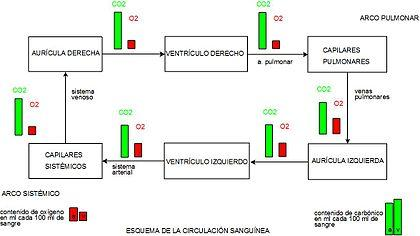 CO2
O2
CO2
O2
ARCO PULMONAR
AURÍCULA DERECHA
VENTRÍCULO DERECHO
CAPILARES
PULMONARES
a. pulmonar
sistema
venoso
venas
pulmonares
CO2
O2
CO2
O2
CO2
O2
CO2
O2
CAPILARES
SISTÉMICOS
sistema
arterial
VENTRÍCULO IZQUIERDO
AURÍCULA IZQUIERDA
ARCO SISTÉMICO
contenido de oxígeno
en ml cada 100 ml de
sangre
contenido de carbónico
en ml cada 100 ml de
sangre
a v
ESQUEMA DE LA CIRCULACIÓN SANGUÍNEA